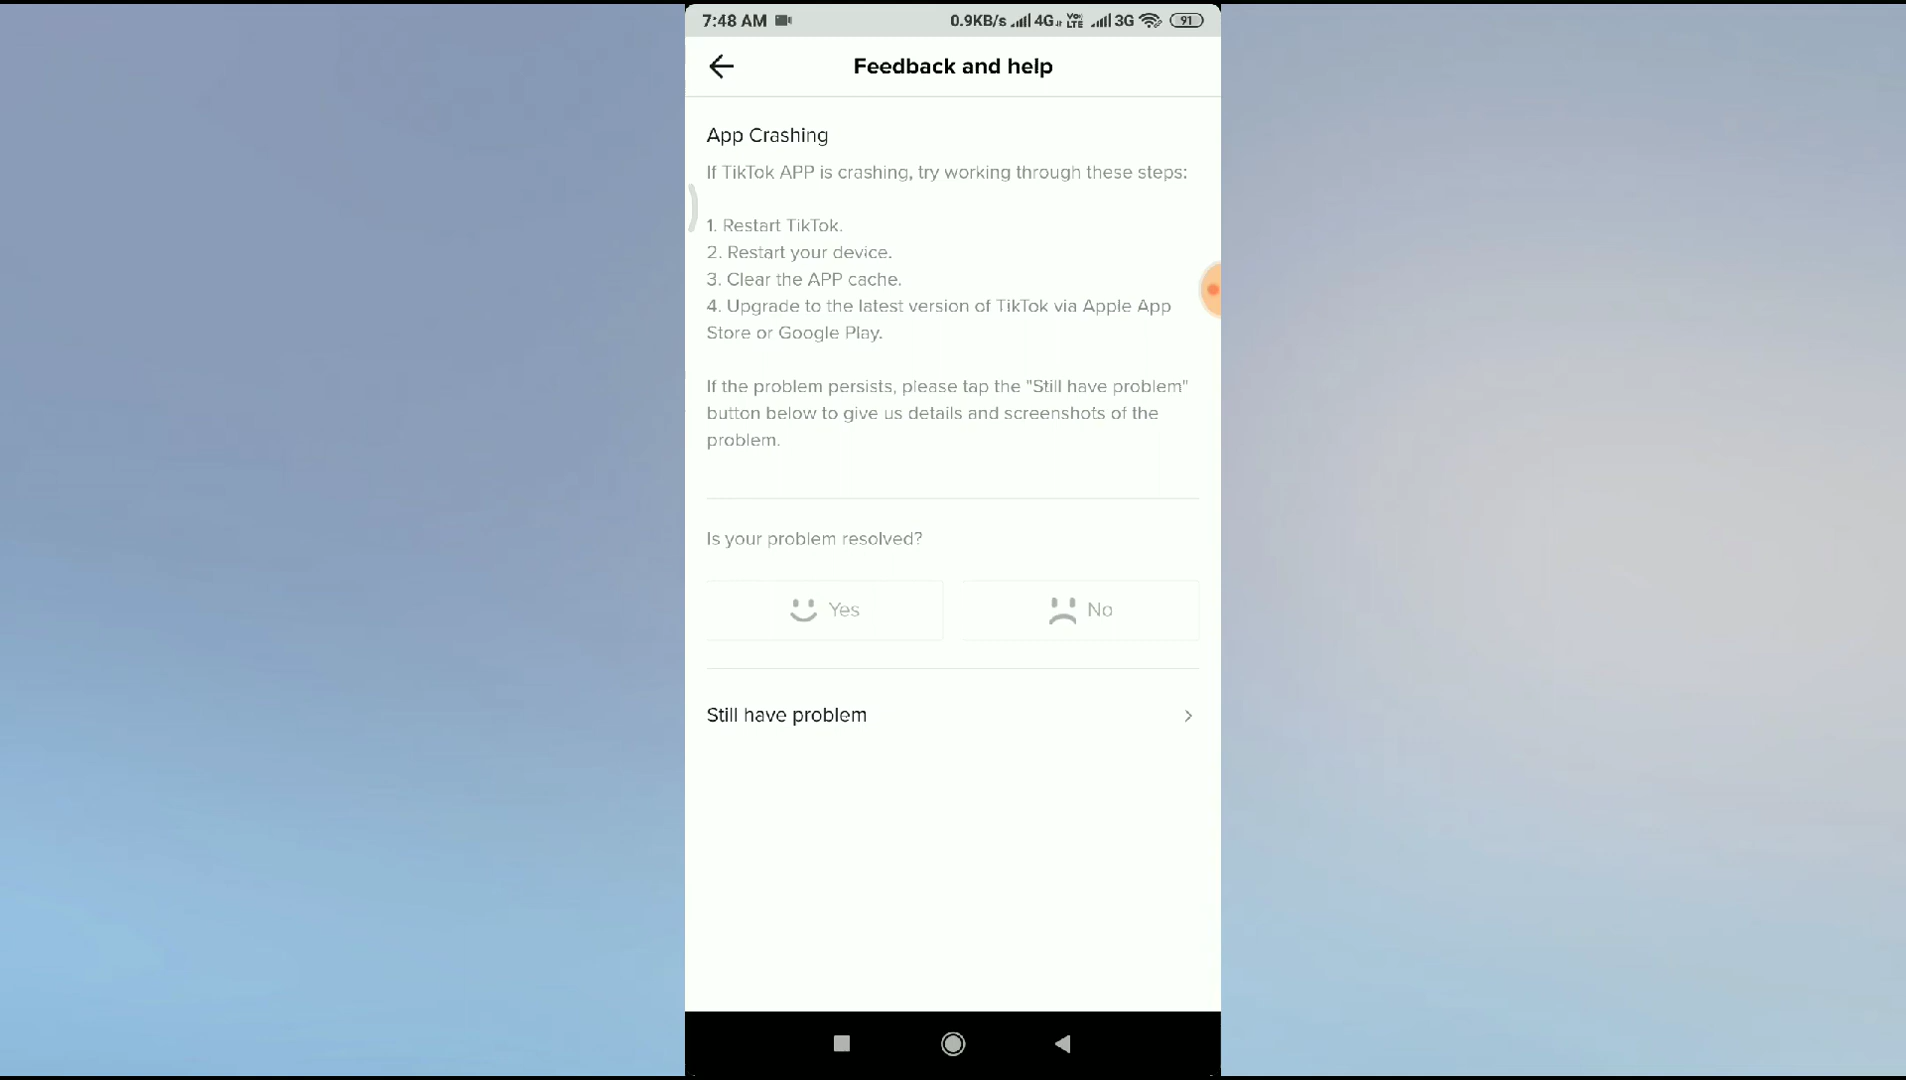 7:48 AM 0.9KB/s 4G Vo LTE 3G 91
Feedback and help
App Crashing
If TikTok APP is crashing, try working through these steps:
1. Restart TikTok.
2. Restart your device.
3. Clear the APP cache.
4. Upgrade to the latest version of TikTok via Apple App
Store or Google Play.
If the problem persists, please tap the "Still have problem"
button below to give us details and screenshots of the
problem.
Is your problem resolved?
Yes No
Still have problem